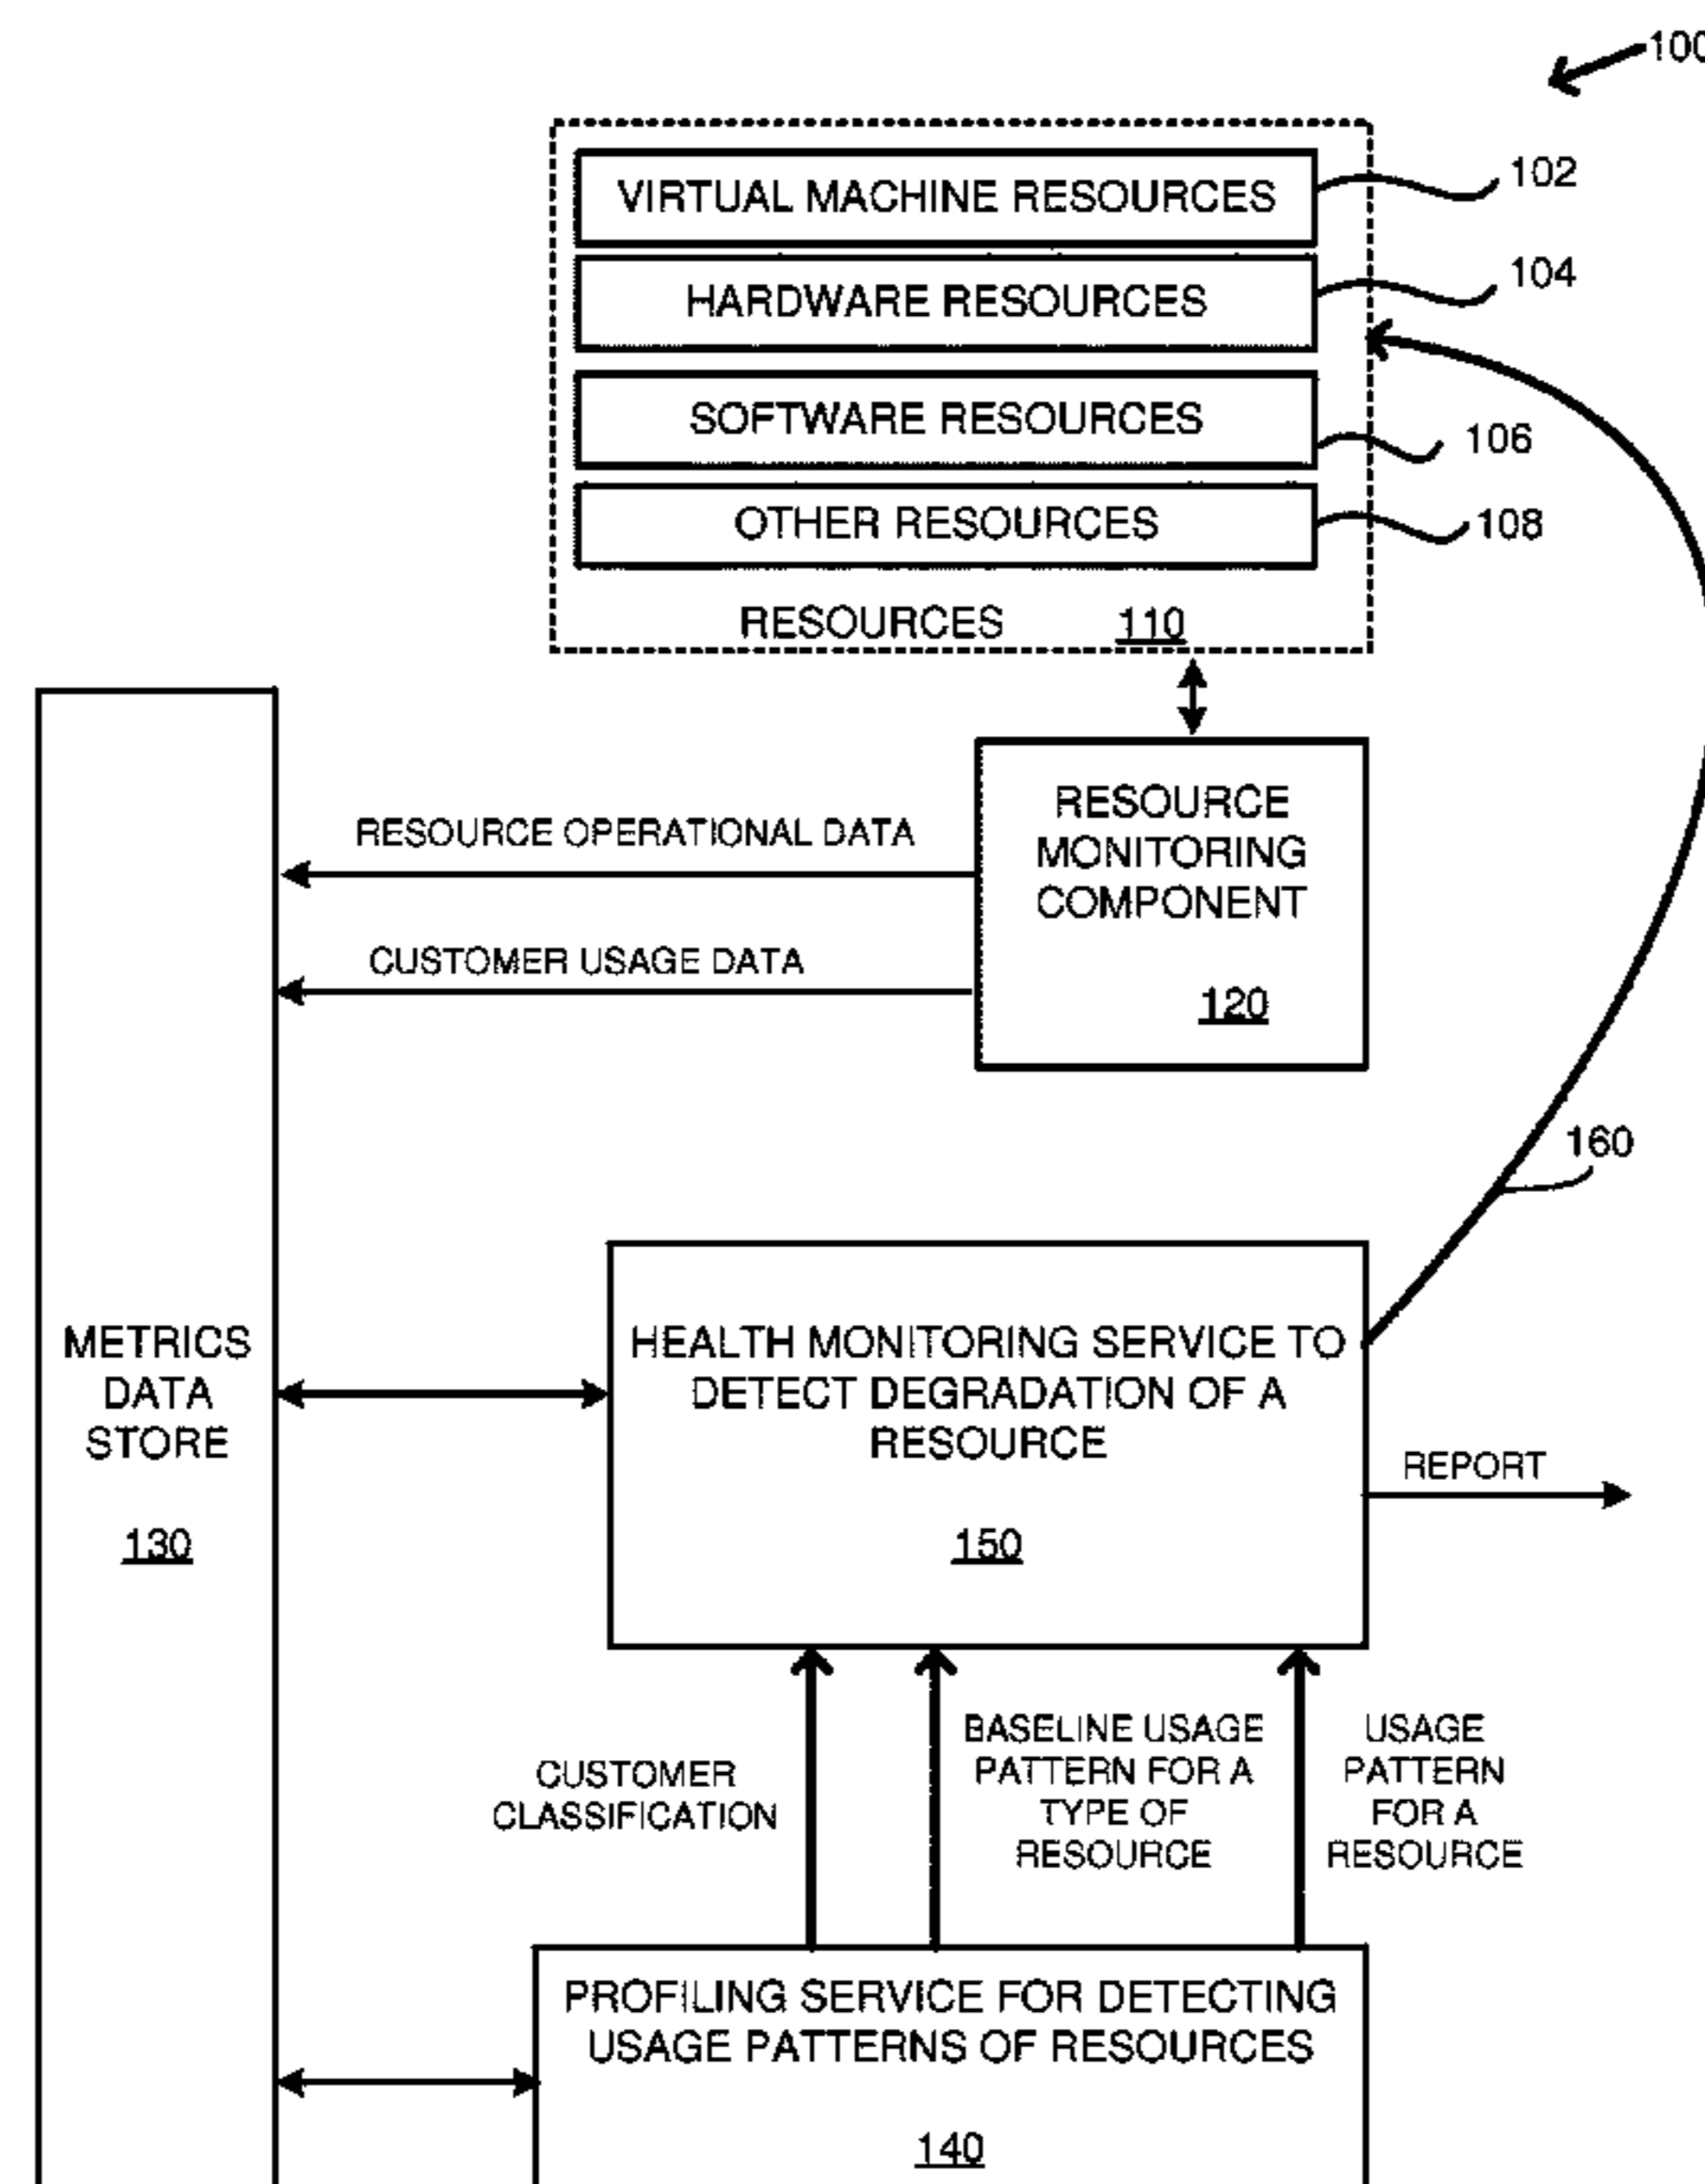 100
VIRTUAL MACHINE RESOURCES
102
HARDWARE RESOURCES
104
SOFTWARE RESOURCES
106
OTHER RESOURCES
108
RESOURCES 110
RESOURCE
MONITORING
COMPONENT
120
RESOURCE OPERATIONAL DATA
CUSTOMER USAGE DATA
160
METRICS
DATA
STORE
130
HEALTH MONITORING SERVICE TO
DETECT DEGRADATION OF A
RESOURCE
150
REPORT
CUSTOMER
CLASSIFICATION
BASELINE USAGE
PATTERN FOR A
TYPE OF
RESOURCE
USAGE
PATTERN
FOR A
RESOURCE
PROFILING SERVICE FOR DETECTING
USAGE PATTERNS OF RESOURCES
140